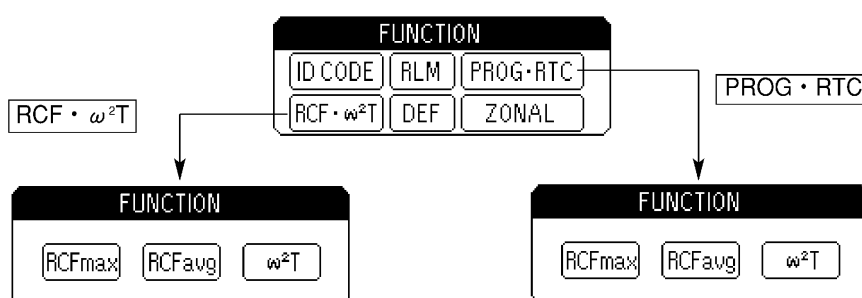 FUNCTION
ID CODE RLM PROG·RTC
RCF·ω²T DEF ZONAL
RCF・ω²T
PROG・RTC
FUNCTION
RCFmax RCFavg ω²T
FUNCTION
RCFmax RCFavg ω²T